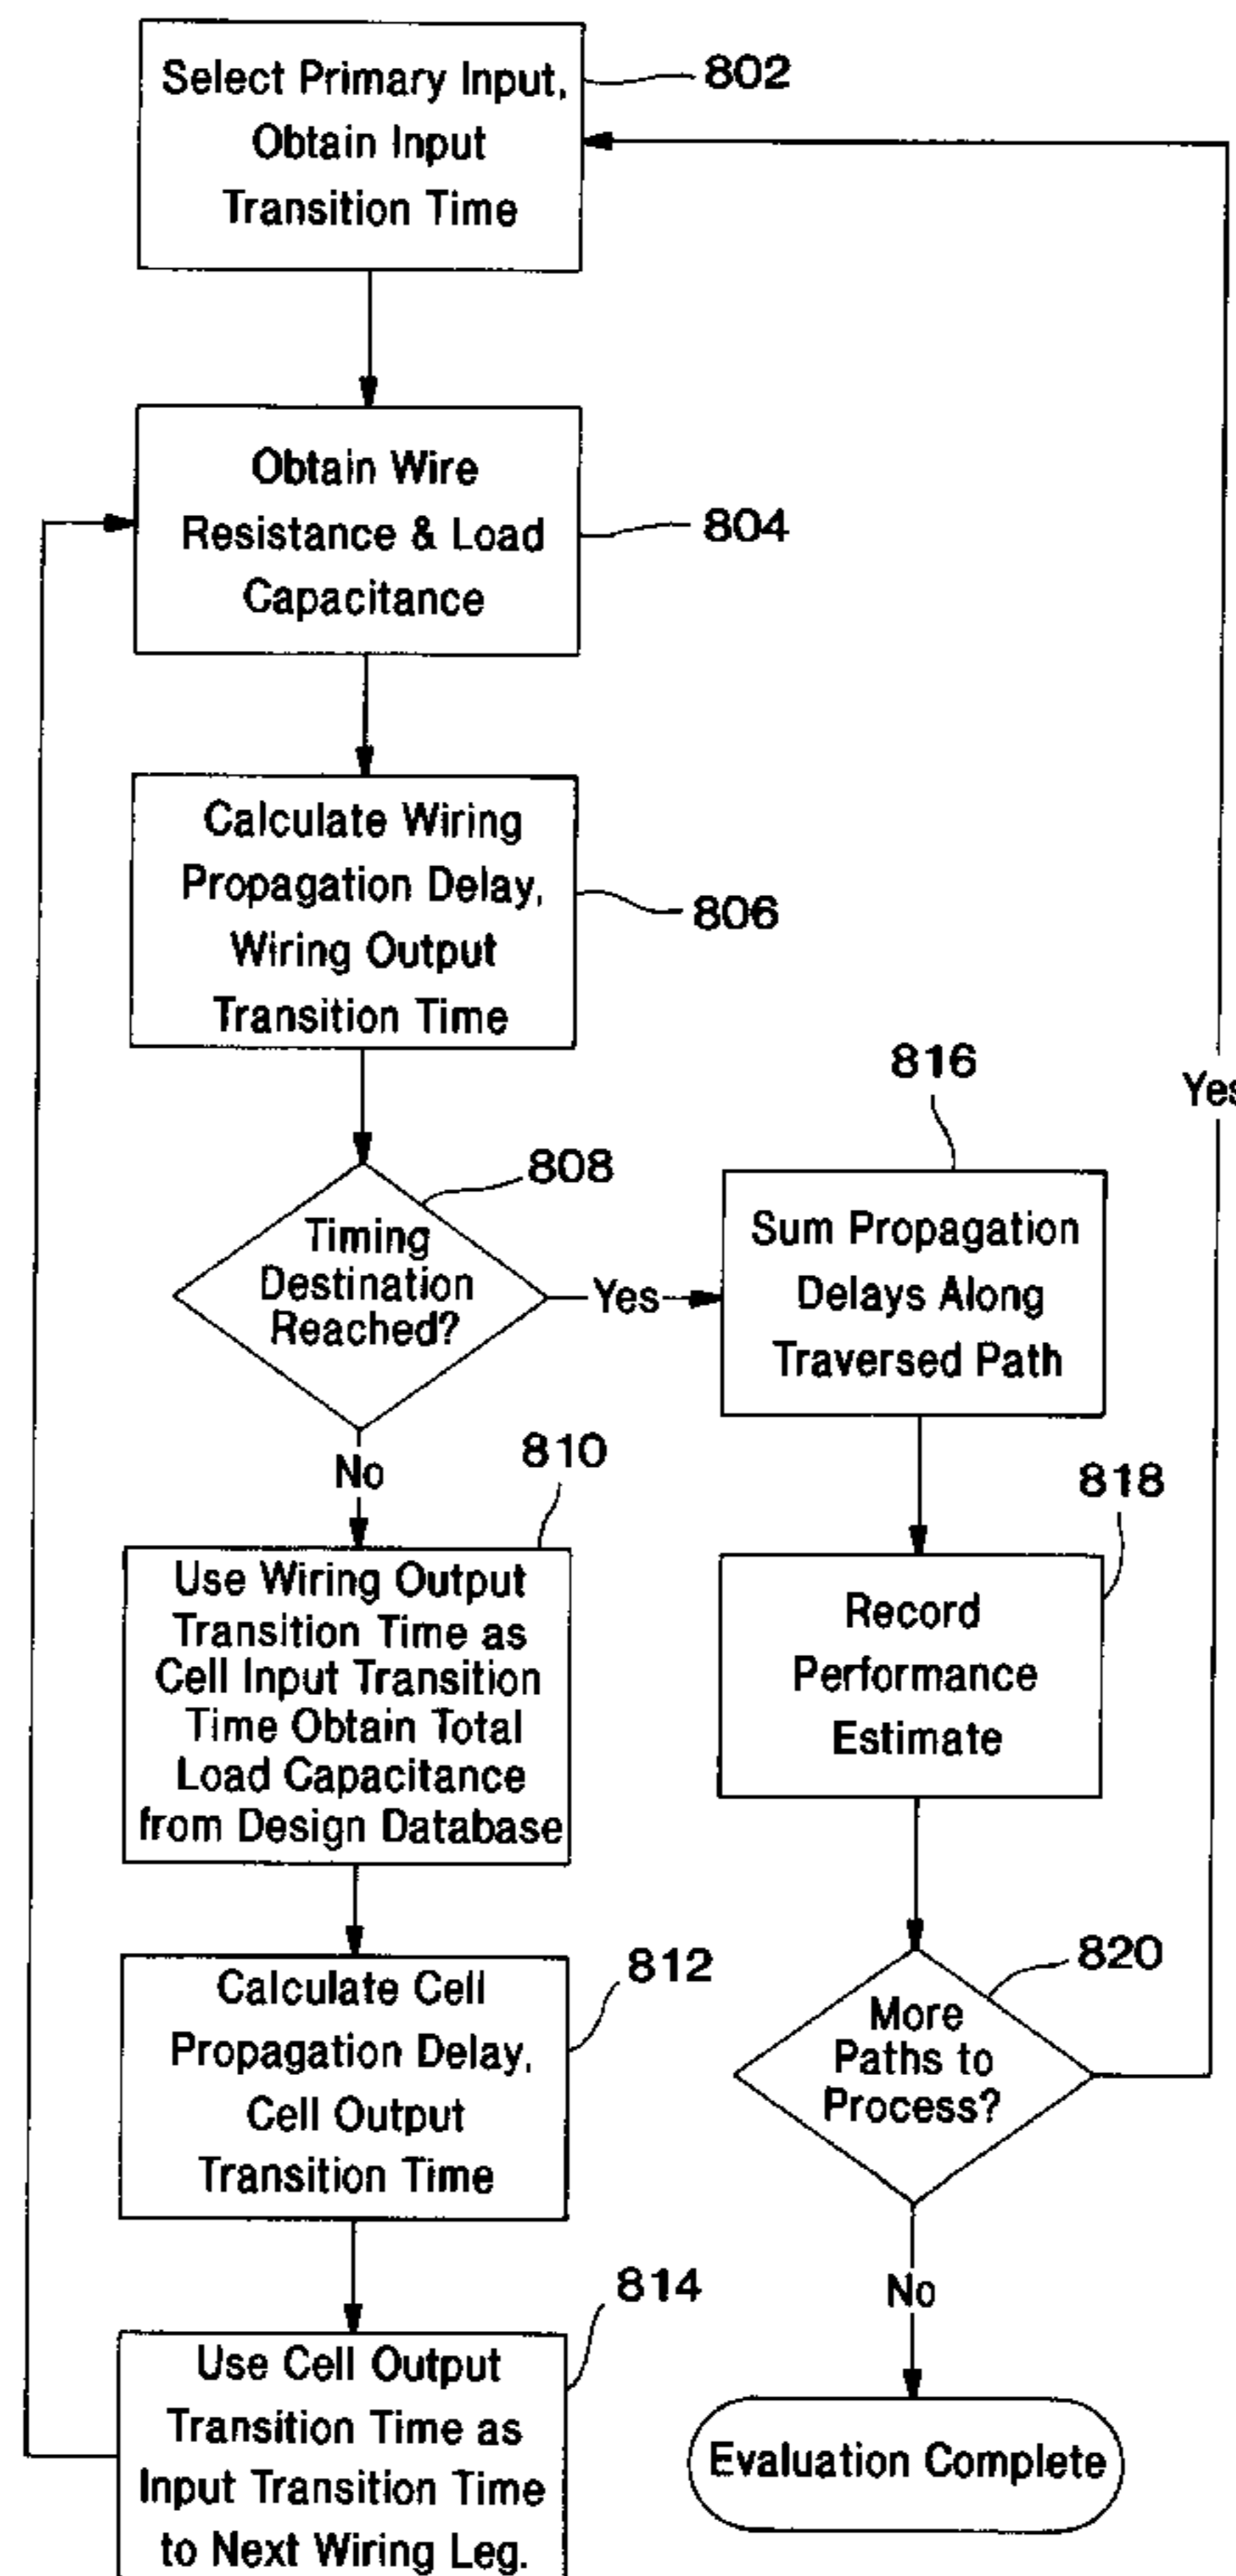 Select Primary Input,
Obtain Input
Transition Time
802
Obtain Wire
Resistance & Load
Capacitance
804
Calculate Wiring
Propagation Delay,
Wiring Output
Transition Time
806
Timing
Destination
Reached?
808
Yes
No
Use Wiring Output
Transition Time as
Cell Input Transition
Time Obtain Total
Load Capacitance
from Design Database
810
Calculate Cell
Propagation Delay,
Cell Output
Transition Time
812
Use Cell Output
Transition Time as
Input Transition Time
to Next Wiring Leg.
814
816
Sum Propagation
Delays Along
Traversed Path
818
Record
Performance
Estimate
820
More
Paths to
Process?
Yes
No
Evaluation Complete